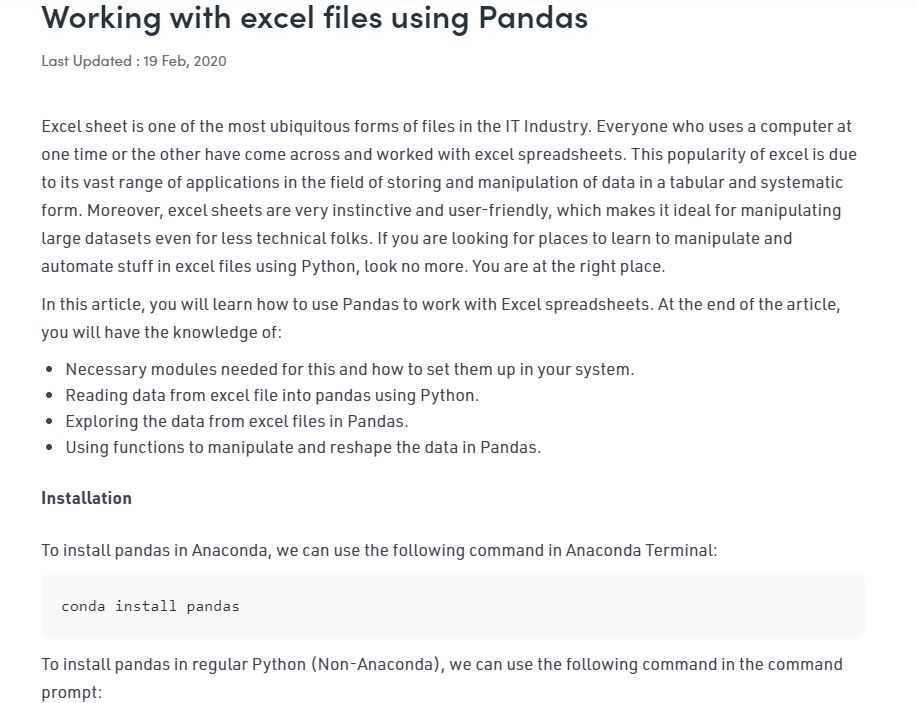 Working with excel files using Pandas
Last Updated : 19 Feb, 2020
Excel sheet is one of the most ubiquitous forms of files in the IT Industry. Everyone who uses a computer at
one time or the other have come across and worked with excel spreadsheets. This popularity of excel is due
to its vast range of applications in the field of storing and manipulation of data in a tabular and systematic
form. Moreover, excel sheets are very instinctive and user-friendly, which makes it ideal for manipulating
large datasets even for less technical folks. If you are looking for places to learn to manipulate and
automate stuff in excel files using Python, look no more. You are at the right place.
In this article, you will learn how to use Pandas to work with Excel spreadsheets. At the end of the article,
you will have the knowledge of:
• Necessary modules needed for this and how to set them up in your system.
• Reading data from excel file into pandas using Python.
• Exploring the data from excel files in Pandas.
• Using functions to manipulate and reshape the data in Pandas.
Installation
To install pandas in Anaconda, we can use the following command in Anaconda Terminal:
conda install pandas
To install pandas in regular Python (Non-Anaconda), we can use the following command in the command
prompt: